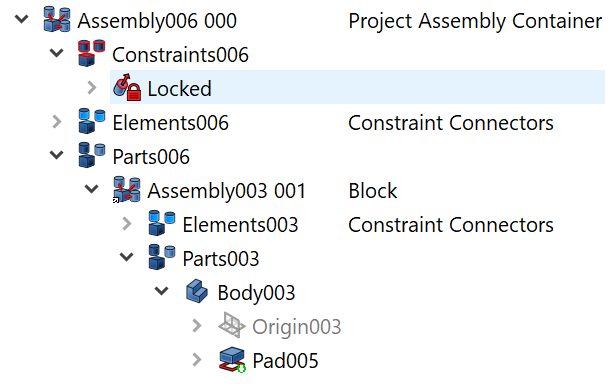 Assembly006 000 Project Assembly Container
Constraints006
Locked
Elements006 Constraint Connectors
Parts006
Assembly003 001 Block
Elements003 Constraint Connectors
Parts003
Body003
Origin003
Pad005